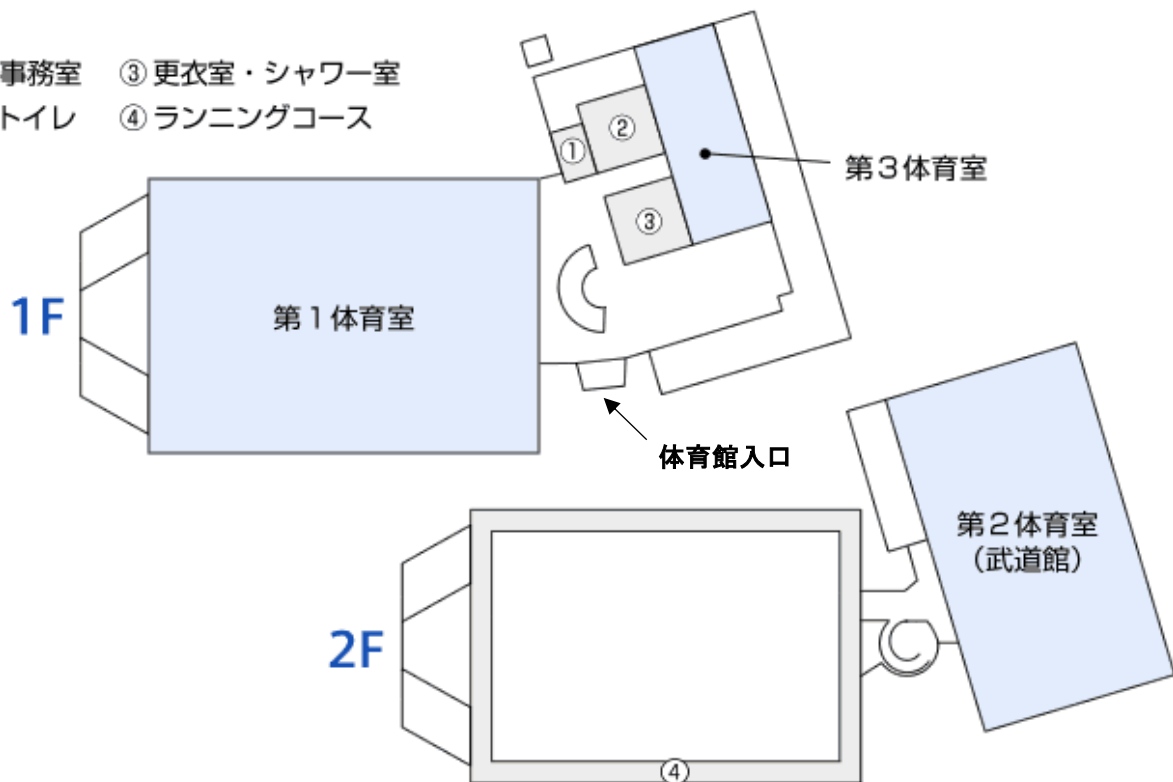 事務室 ③ 更衣室・シャワー室
トイレ ④ ランニングコース
①
②
第３体育室
③
1F
第１体育室
体育館入口
第２体育室
（武道館）
2F
④